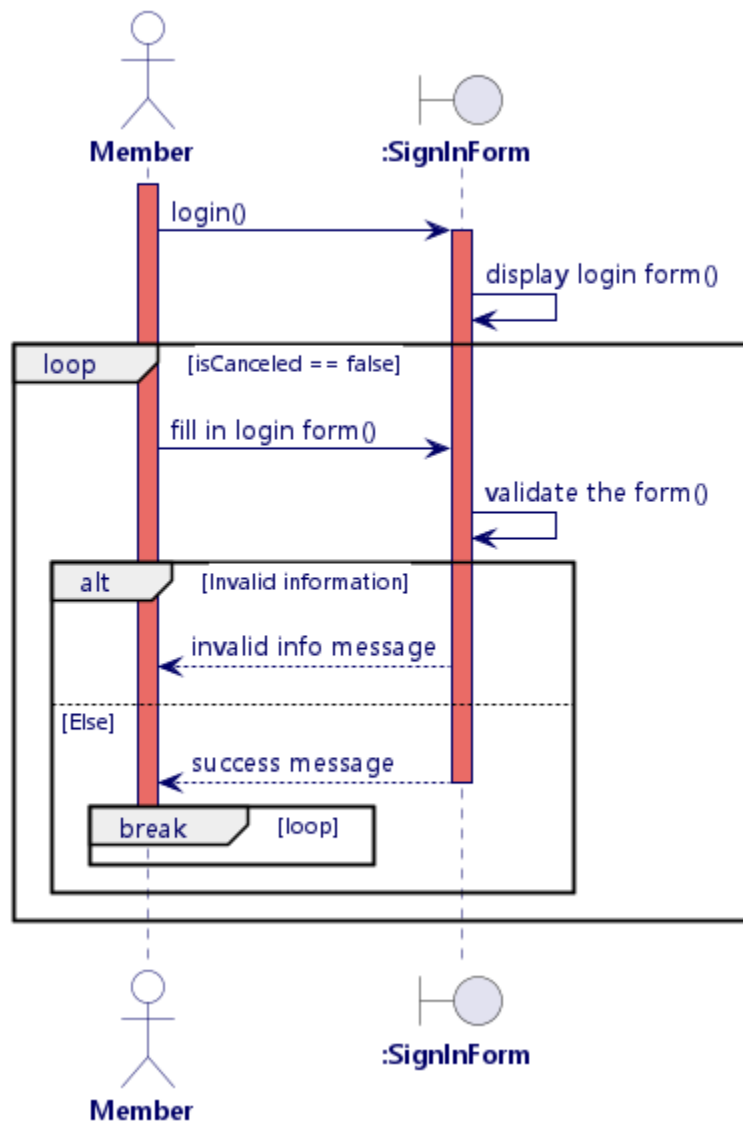 Member
:SignInForm
login()
display login form()
loop [isCanceled == false]
fill in login form()
validate the form()
alt [Invalid information]
invalid info message
[Else]
success message
break [loop]
:SignInForm
Member